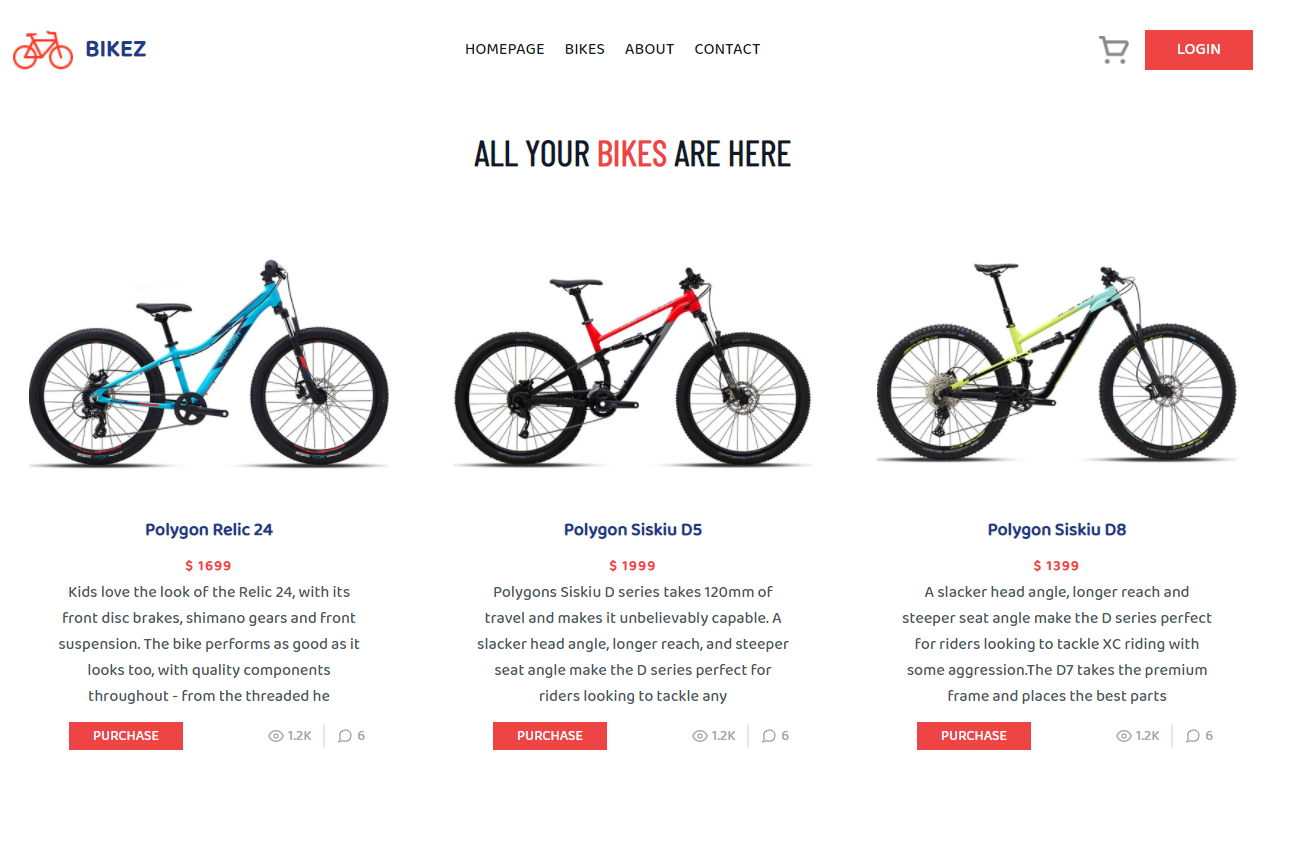 BIKEZ
HOMEPAGE BIKES ABOUT CONTACT
LOGIN
ALL YOUR BIKES ARE HERE
Polygon Relic 24
$ 1699
Kids love the look of the Relic 24, with its
front disc brakes, shimano gears and front
suspension. The bike performs as good as it
looks too, with quality components
throughout - from the threaded he
PURCHASE
1.2K
6
Polygon Siskiu D5
$ 1999
Polygons Siskiu D series takes 120mm of
travel and makes it unbelievably capable. A
slacker head angle, longer reach, and steeper
seat angle make the D series perfect for
riders looking to tackle any
PURCHASE
1.2K
6
Polygon Siskiu D8
$ 1399
A slacker head angle, longer reach and
steeper seat angle make the D series perfect
for riders looking to tackle XC riding with
some aggression.The D7 takes the premium
frame and places the best parts
PURCHASE
1.2K
6